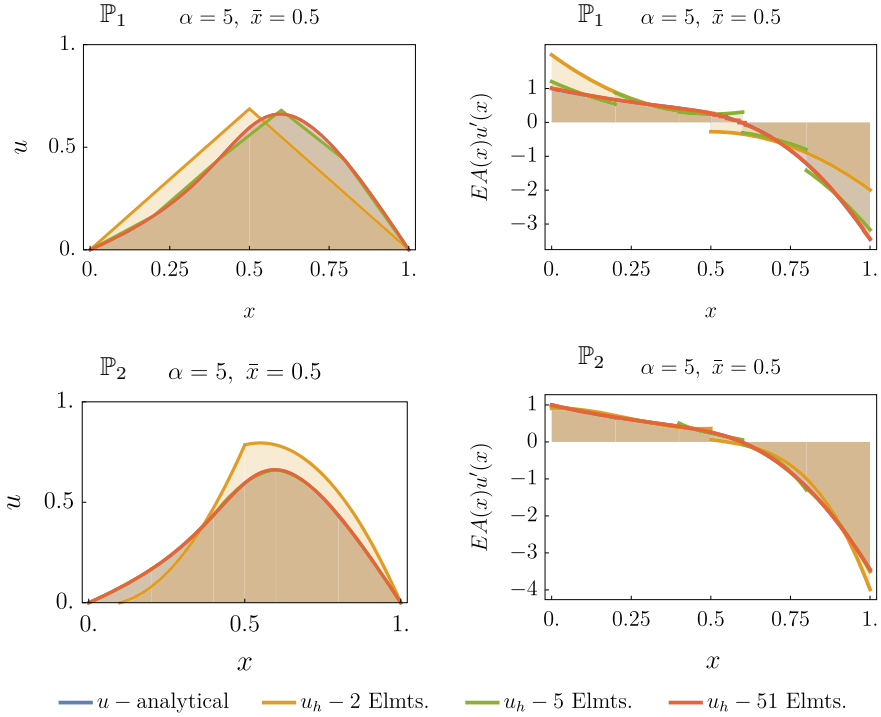 ℙ₁ α = 5, x̄ = 0.5
1.
0.5
0.
u
0. 0.25 0.5 0.75 1.
x
ℙ₁ α = 5, x̄ = 0.5
1
0
−1
−2
−3
EA(x)u′(x)
0. 0.25 0.5 0.75 1.
x
ℙ₂ α = 5, x̄ = 0.5
1.
0.5
0.
u
0. 0.5 1.
x
ℙ₂ α = 5, x̄ = 0.5
1
0
−1
−2
−3
−4
EA(x)u′(x)
0. 0.25 0.5 0.75 1.
x
u − analytical uₕ − 2 Elmts. uₕ − 5 Elmts. uₕ − 51 Elmts.